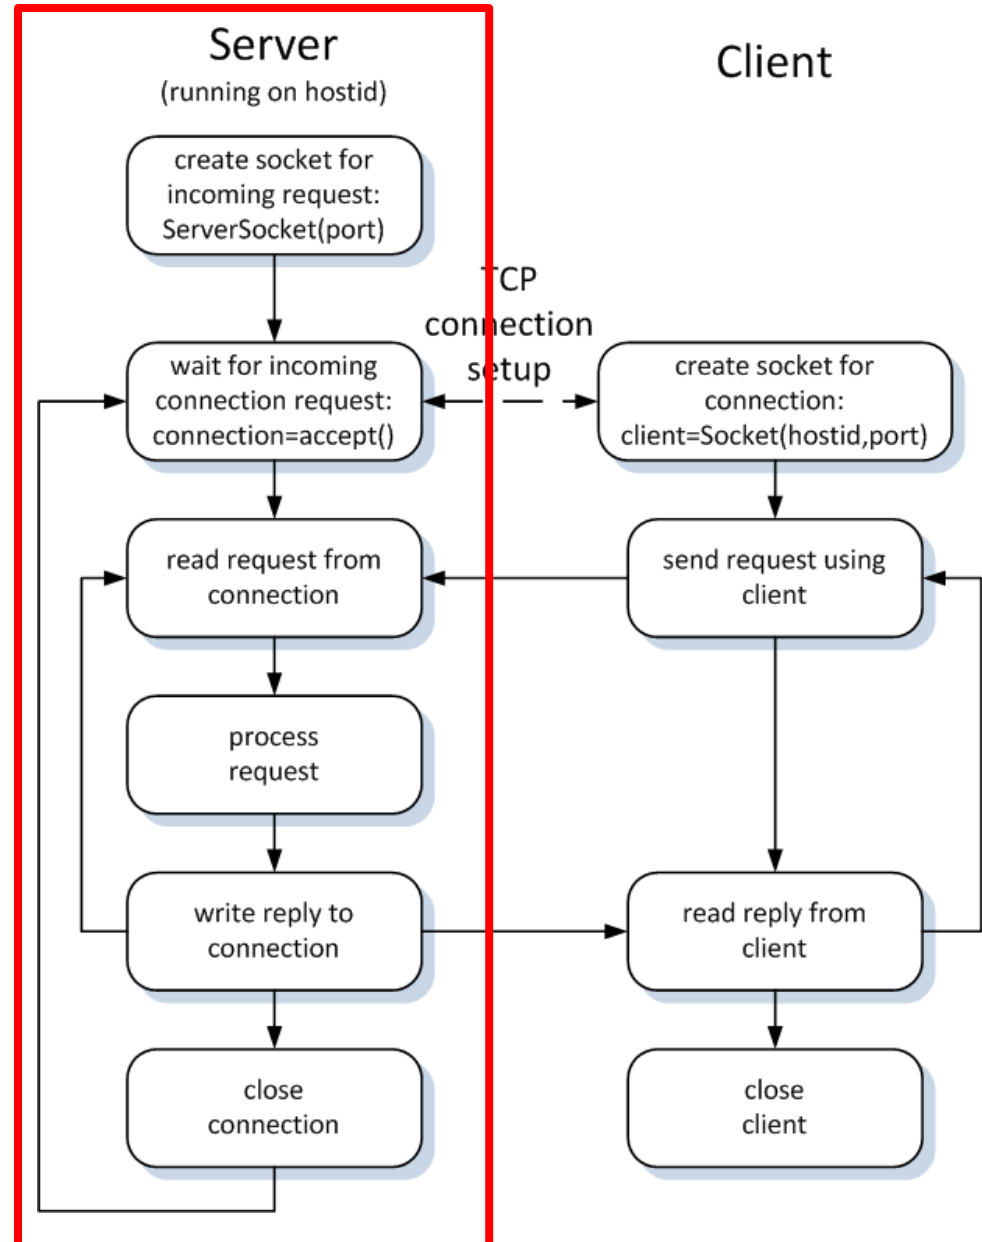 Server
(running on hostid)
create socket for
incoming request:
ServerSocket(port)
wait for incoming
connection request:
connection=accept()
read request from
connection
process
request
write reply to
connection
close
connection
TCP
connection
setup
Client
create socket for
connection:
client=Socket(hostid,port)
send request using
client
read reply from
client
close
client